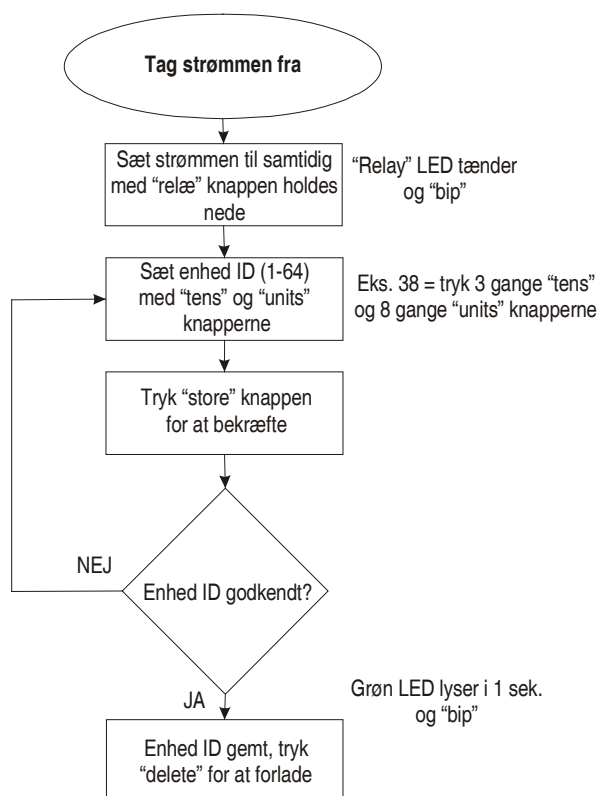 Tag strømmen fra
Sæt strømmen til samtidig
med “relæ” knappen holdes
nede
“Relay” LED tænder
og “bip”
Sæt enhed ID (1-64)
med “tens” og “units”
knapperne
Eks. 38 = tryk 3 gange “tens”
og 8 gange “units” knapperne
Tryk “store” knappen
for at bekræfte
NEJ
Enhed ID godkendt?
JA
Grøn LED lyser i 1 sek.
og “bip”
Enhed ID gemt, tryk
“delete” for at forlade